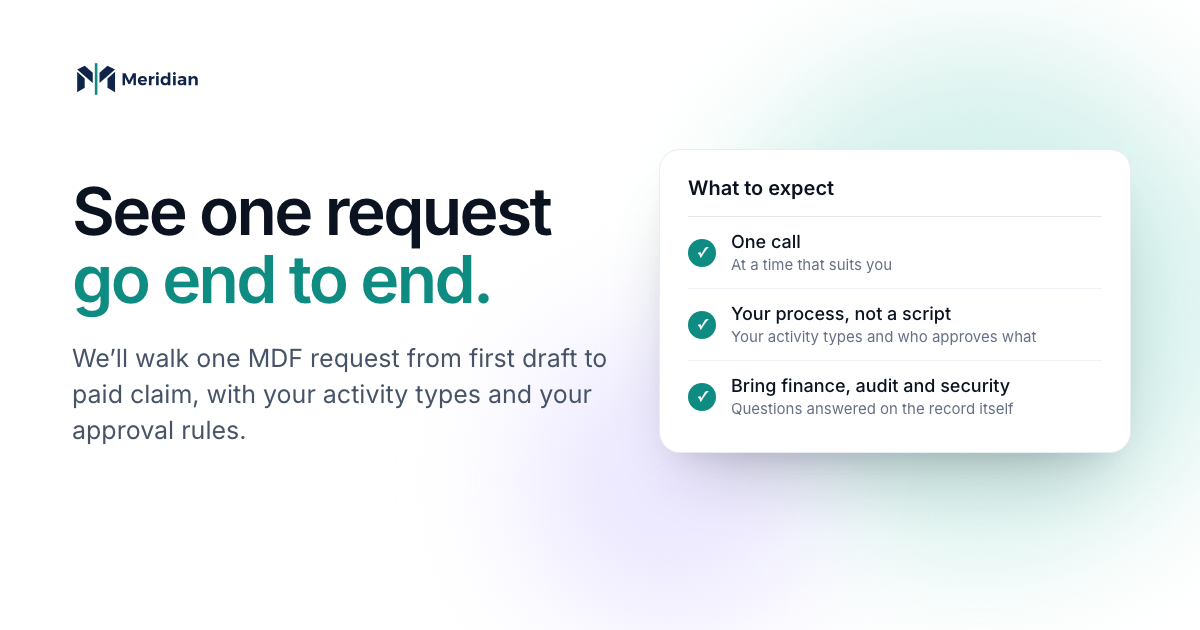 Meridian
See one request
go end to end.
We’ll walk one MDF request from first draft to
paid claim, with your activity types and your
approval rules.
What to expect
One call
At a time that suits you
Your process, not a script
Your activity types and who approves what
Bring finance, audit and security
Questions answered on the record itself